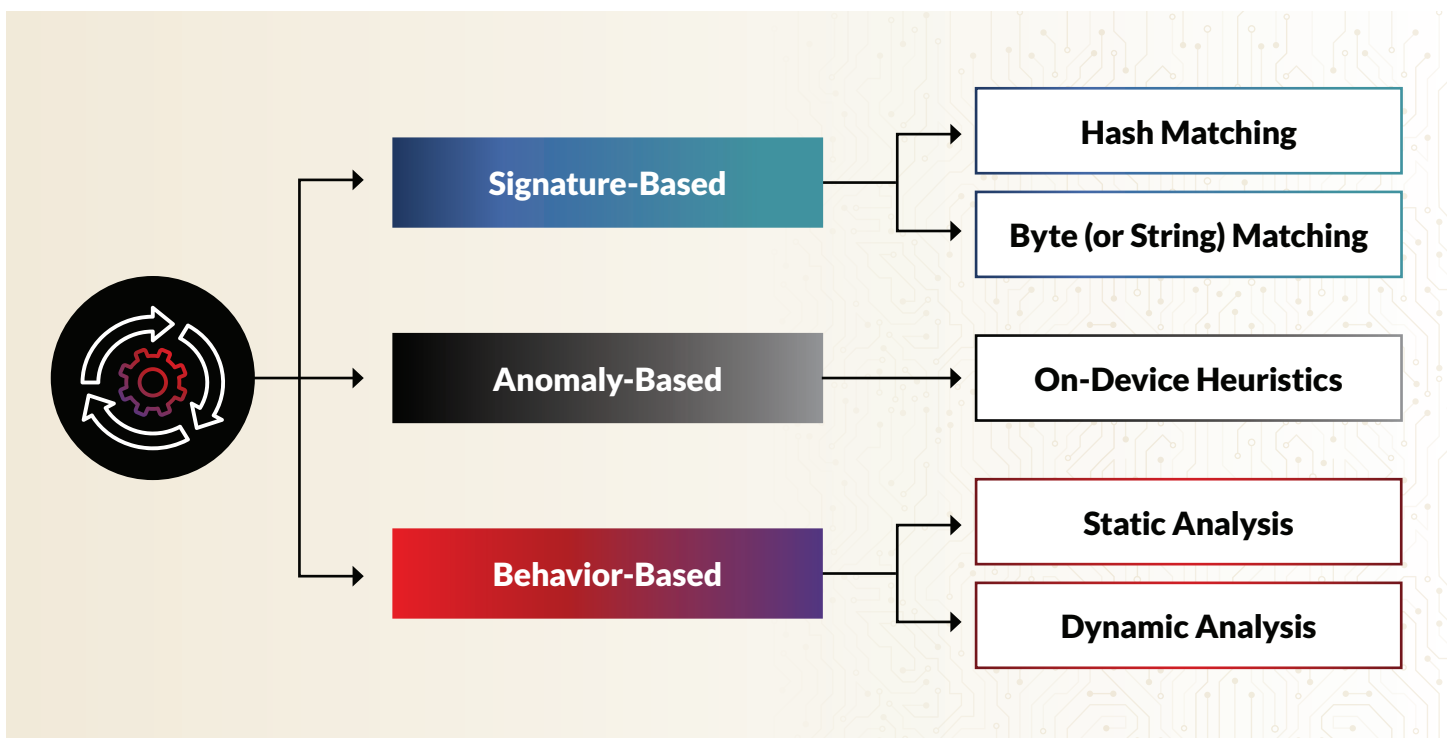 Signature-Based
Hash Matching
Byte (or String) Matching
Anomaly-Based
On-Device Heuristics
Behavior-Based
Static Analysis
Dynamic Analysis